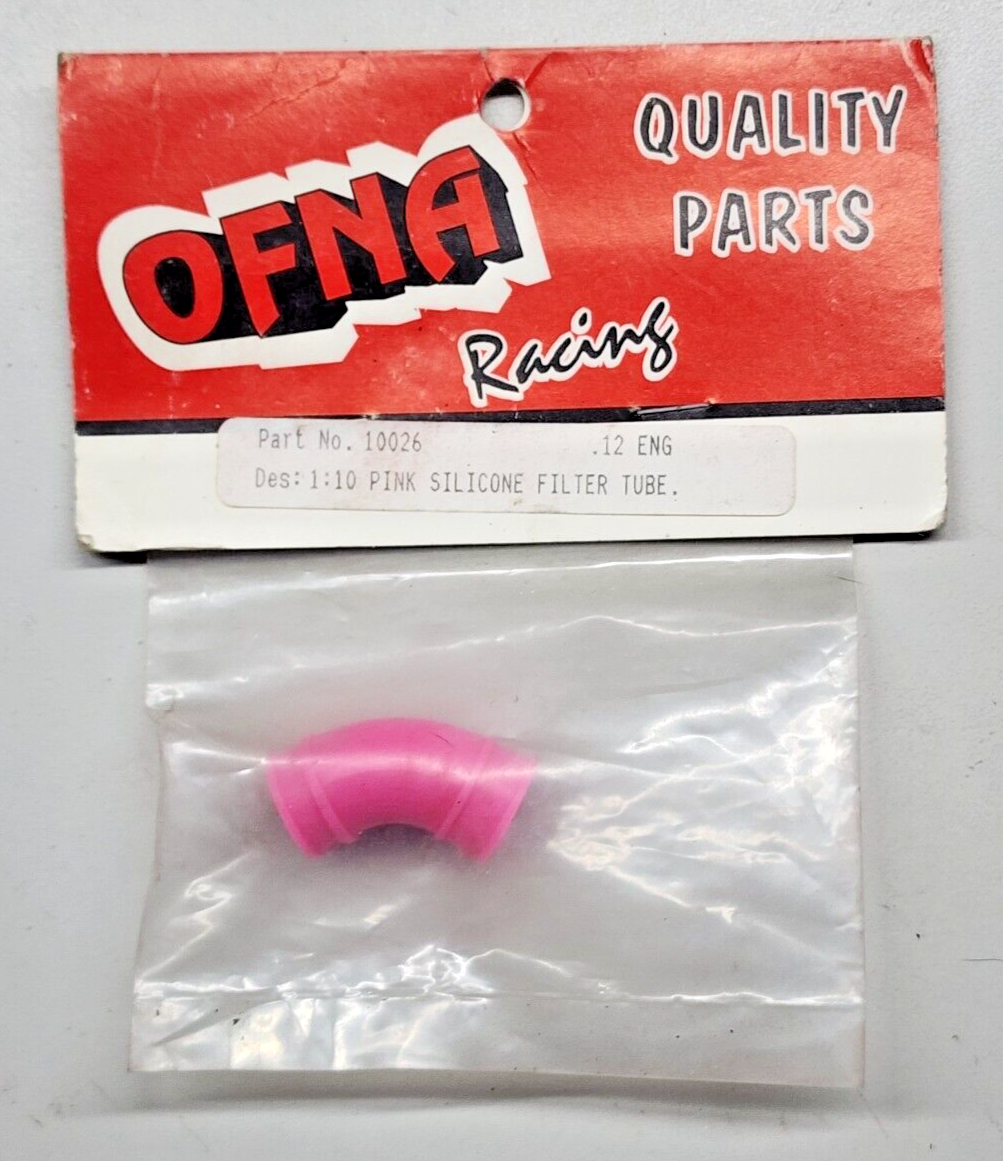 QUALITY
PARTS
OFNA
Racing
Part No. 10026 .12 ENG
Des: 1:10 PINK SILICONE FILTER TUBE.